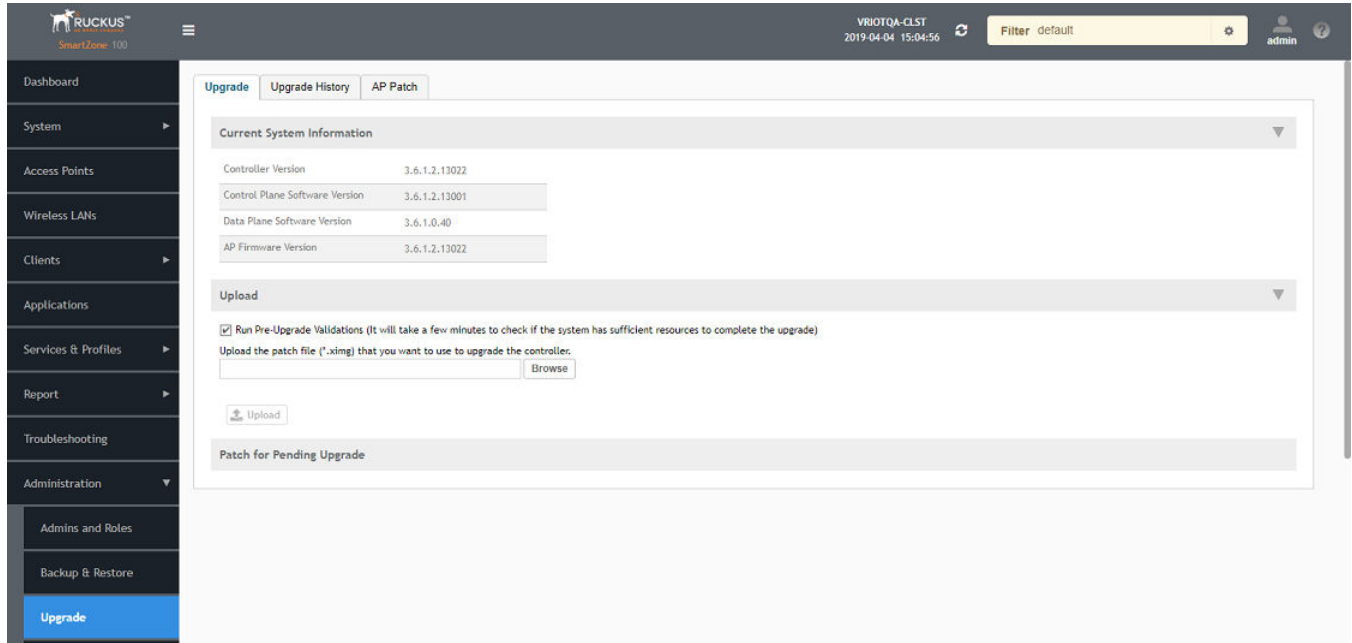 RUCKUS™
SmartZone 100
VRIOTQA-CLST
2019-04-04 15:04:56
Filter default
admin
Dashboard
System
Access Points
Wireless LANs
Clients
Applications
Services & Profiles
Report
Troubleshooting
Administration
Admins and Roles
Backup & Restore
Upgrade
Upgrade Upgrade History AP Patch
Current System Information
Controller Version 3.6.1.2.13022
Control Plane Software Version 3.6.1.2.13001
Data Plane Software Version 3.6.1.0.40
AP Firmware Version 3.6.1.2.13022
Upload
Run Pre-Upgrade Validations (It will take a few minutes to check if the system has sufficient resources to complete the upgrade)
Upload the patch file (*.ximg) that you want to use to upgrade the controller.
Browse
Upload
Patch for Pending Upgrade